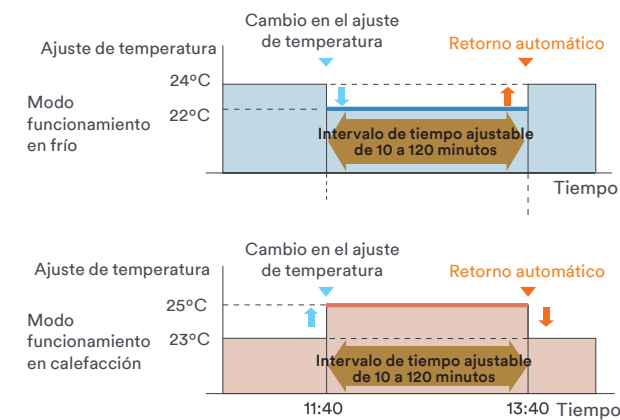 Cambio en el ajuste
de temperatura
Ajuste de temperatura
Retorno automático
24°C
22°C
Modo
funcionamiento
en frío
Intervalo de tiempo ajustable
de 10 a 120 minutos
Tiempo
Cambio en el ajuste
de temperatura
Ajuste de temperatura
Retorno automático
25°C
23°C
Modo
funcionamiento
en calefacción
Intervalo de tiempo ajustable
de 10 a 120 minutos
11:40
13:40
Tiempo